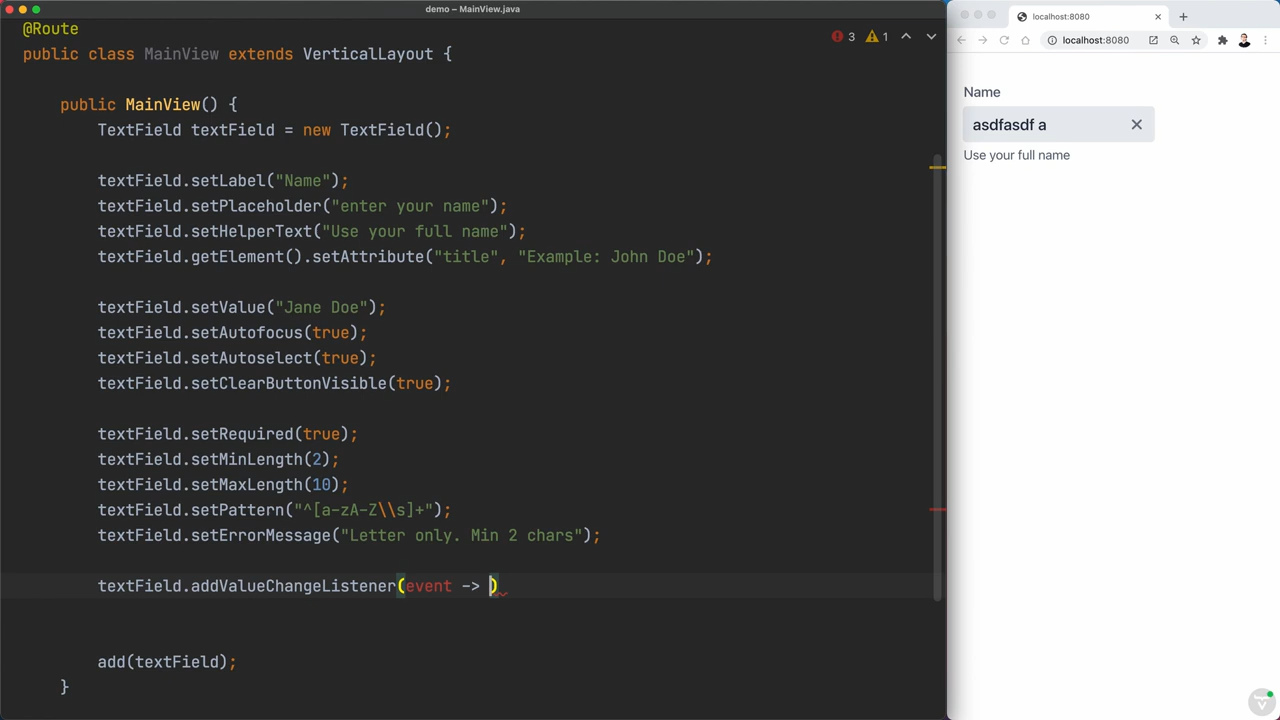 demo – MainView.java
@Route
public class MainView extends VerticalLayout {
3 1
public MainView() {
TextField textField = new TextField();
textField.setLabel("Name");
textField.setPlaceholder("enter your name");
textField.setHelperText("Use your full name");
textField.getElement().setAttribute("title", "Example: John Doe");
textField.setValue("Jane Doe");
textField.setAutofocus(true);
textField.setAutoselect(true);
textField.setClearButtonVisible(true);
textField.setRequired(true);
textField.setMinLength(2);
textField.setMaxLength(10);
textField.setPattern("^[a-zA-Z\\s]+");
textField.setErrorMessage("Letter only. Min 2 chars");
textField.addValueChangeListener(event -> )
add(textField);
}
localhost:8080
localhost:8080
Name
asdfasdf a
Use your full name